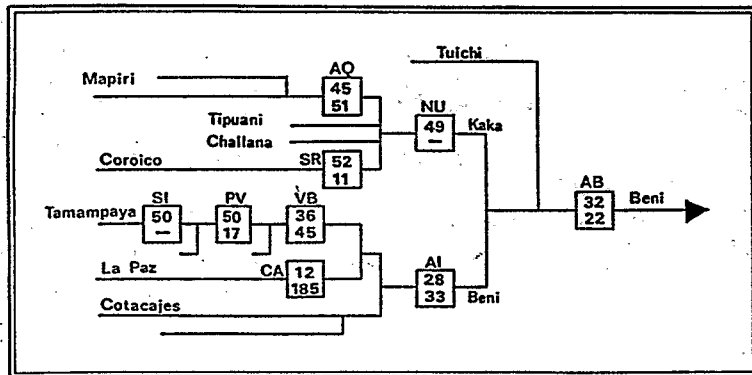 Tuichi
Mapiri
AQ
45
51
Tipuani
Challana
NU
49
—
Kaka
Coroico
SR
52
11
AB
32
22
Beni
SI
50
—
PV
50
17
VB
36
45
Tamampaya
La Paz
CA
12
185
AI
28
33
Beni
Cotacajes